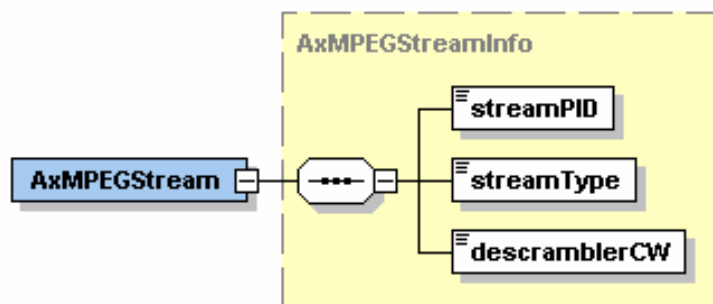 AxMPEGStreamInfo
streamPID
AxMPEGStream
streamType
descramblerCW